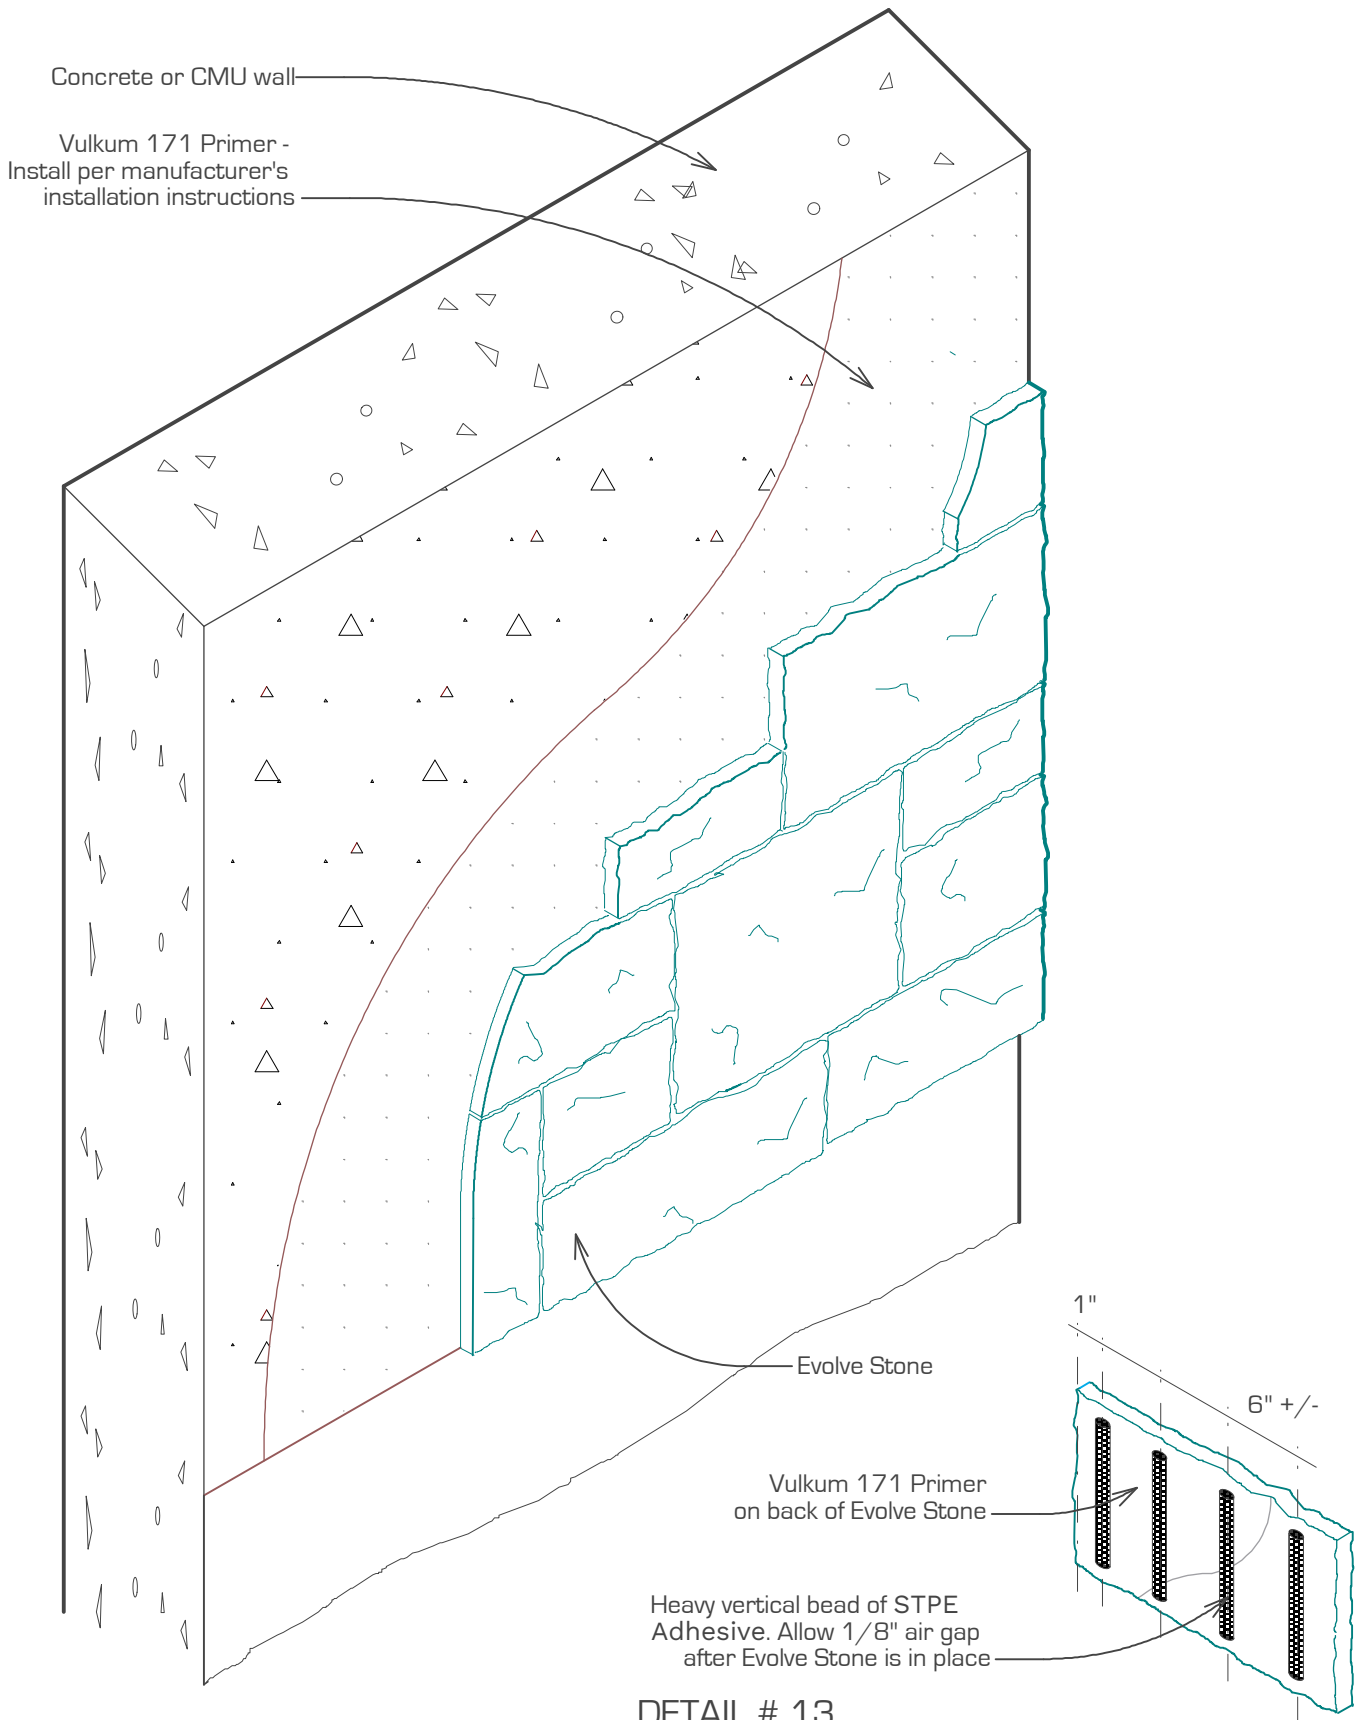 Concrete or CMU wall
Vulkum 171 Primer -
Install per manufacturer's
installation instructions
Evolve Stone
1"
6" +/-
Vulkum 171 Primer
on back of Evolve Stone
Heavy vertical bead of STPE
Adhesive. Allow 1/8" air gap
after Evolve Stone is in place
DETAIL # 13